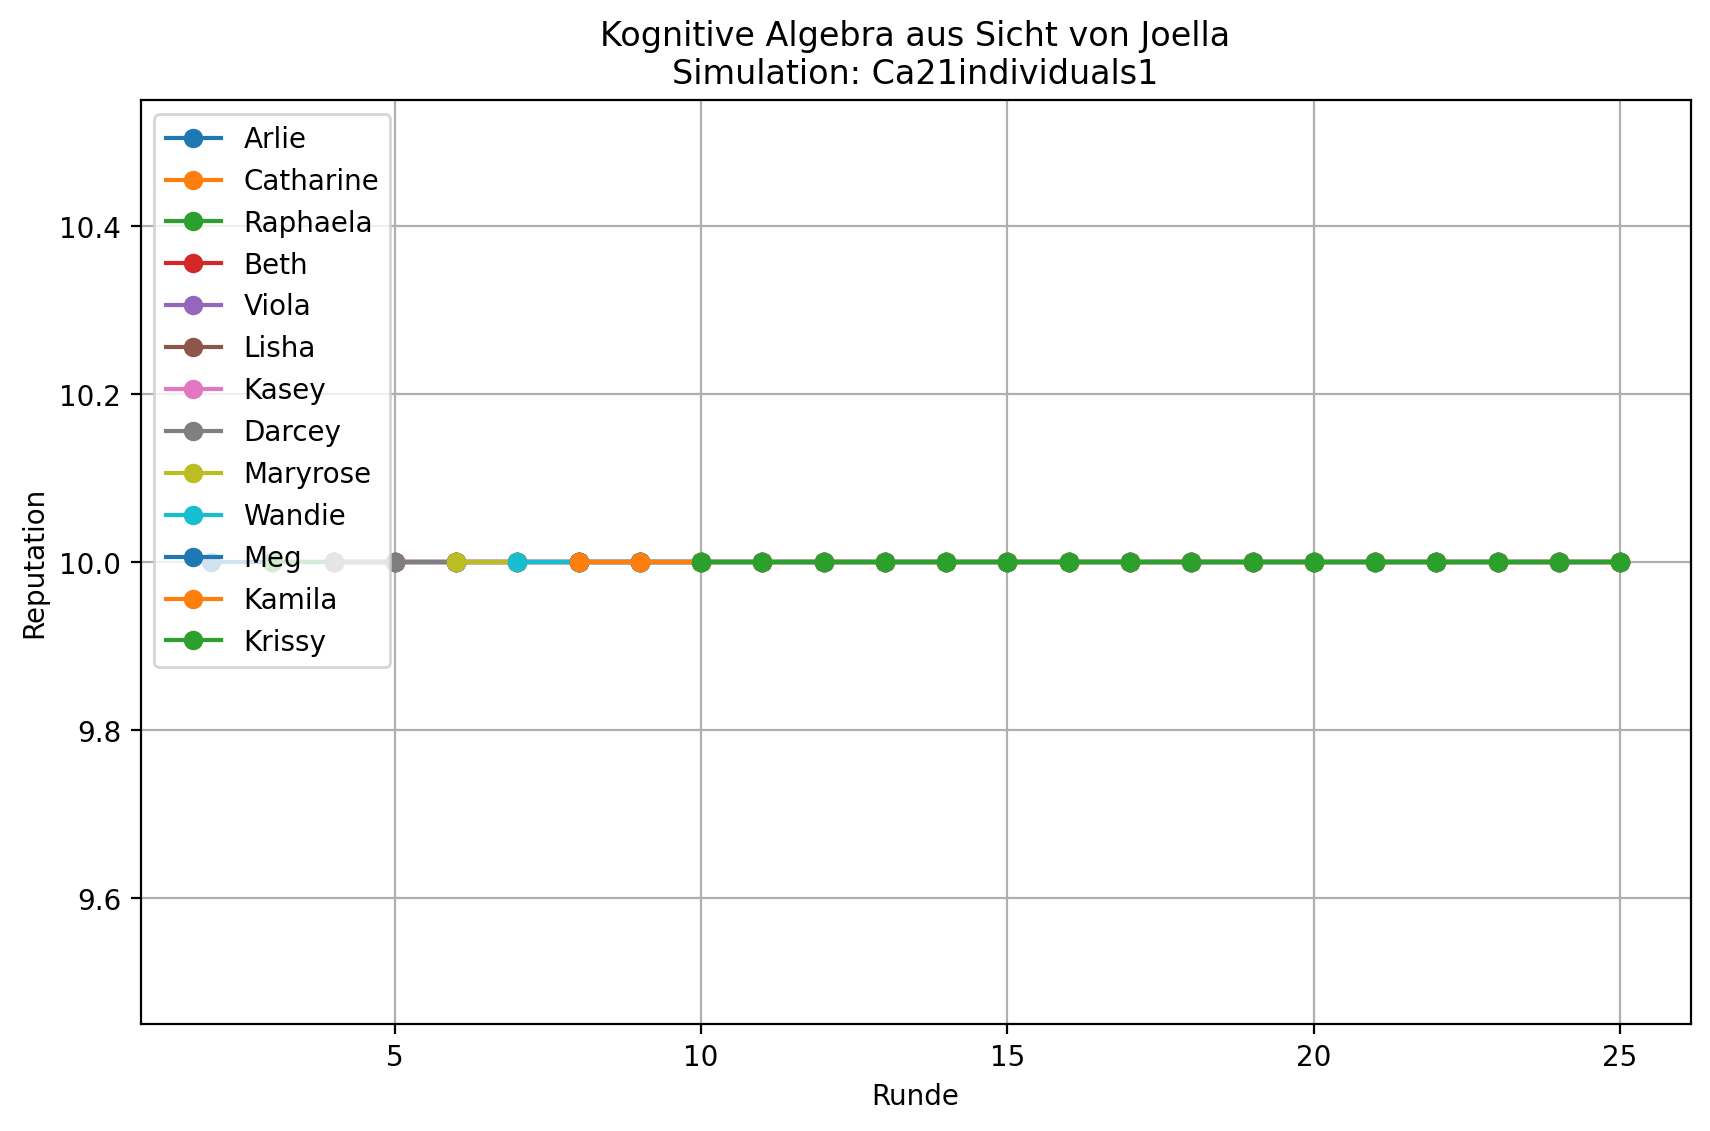 Kognitive Algebra aus Sicht von Joella
Simulation: Ca21individuals1
Arlie
Catharine
Raphaela
Beth
Viola
Lisha
Kasey
Darcey
Maryrose
Wandie
Meg
Kamila
Krissy
10.4
10.2
10.0
9.8
9.6
Reputation
5 10 15 20 25
Runde